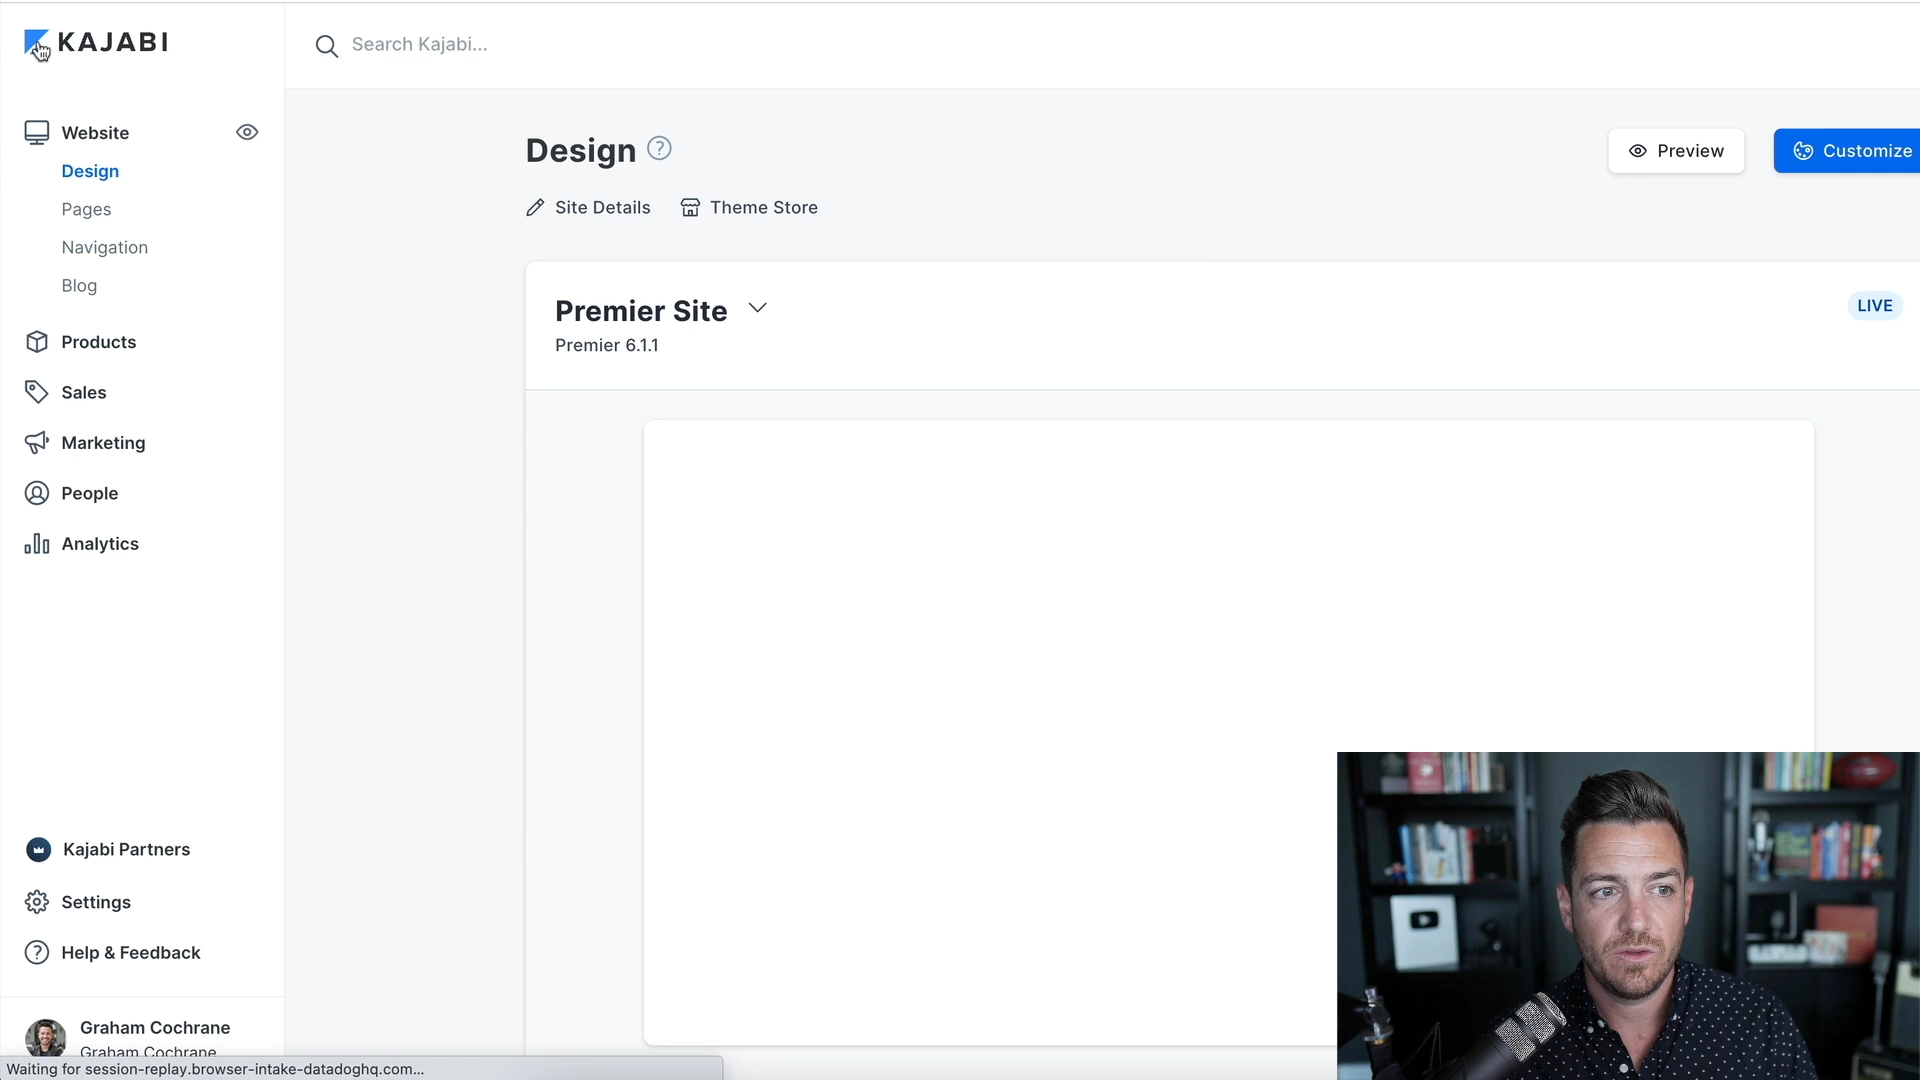 KAJABI
Search Kajabi...
Website
Design
Pages
Navigation
Blog
Products
Sales
Marketing
People
Analytics
Kajabi Partners
Settings
Help & Feedback
Graham Cochrane
Graham Cochrane
Waiting for session-replay.browser-intake-datadoghq.com...
Design
Preview
Customize
Site Details
Theme Store
Premier Site
LIVE
Premier 6.1.1